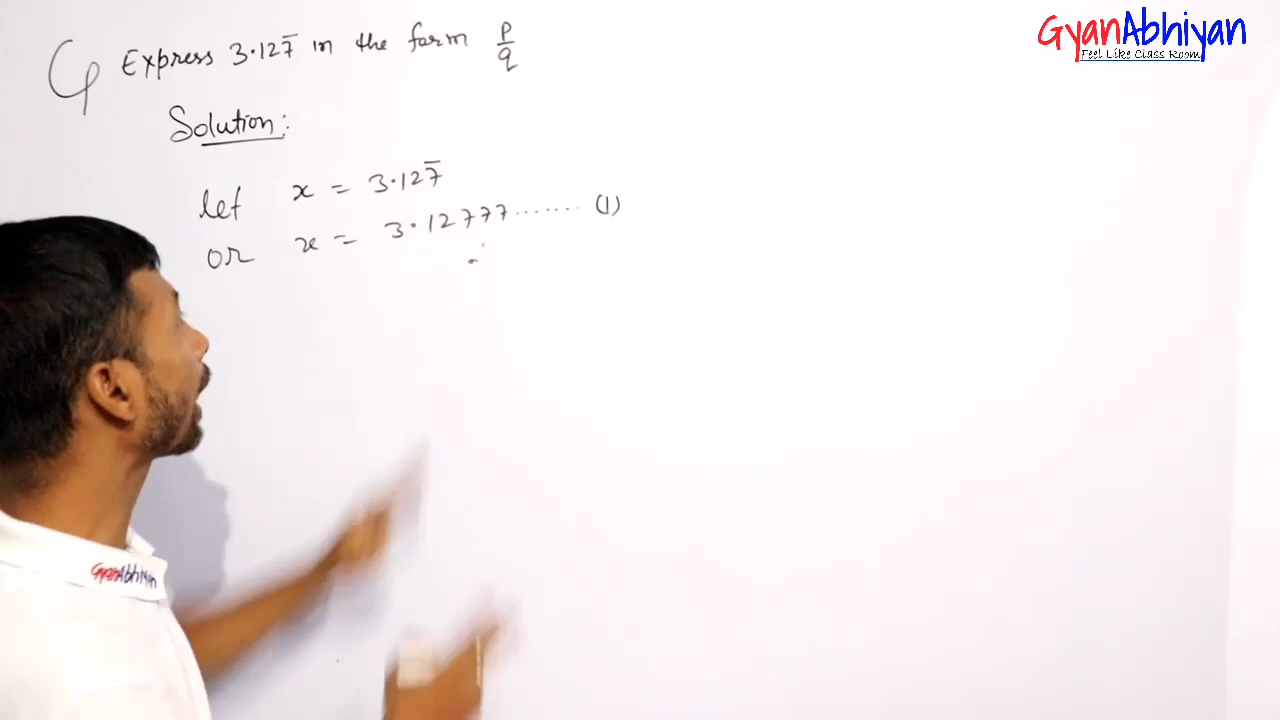 GyanAbhiyan
Feel Like Class Room
Q Express 3.127̅ in the form p/q
Solution:
let x = 3.127̅
or x = 3.12777....... (1)
GyanAbhiyan